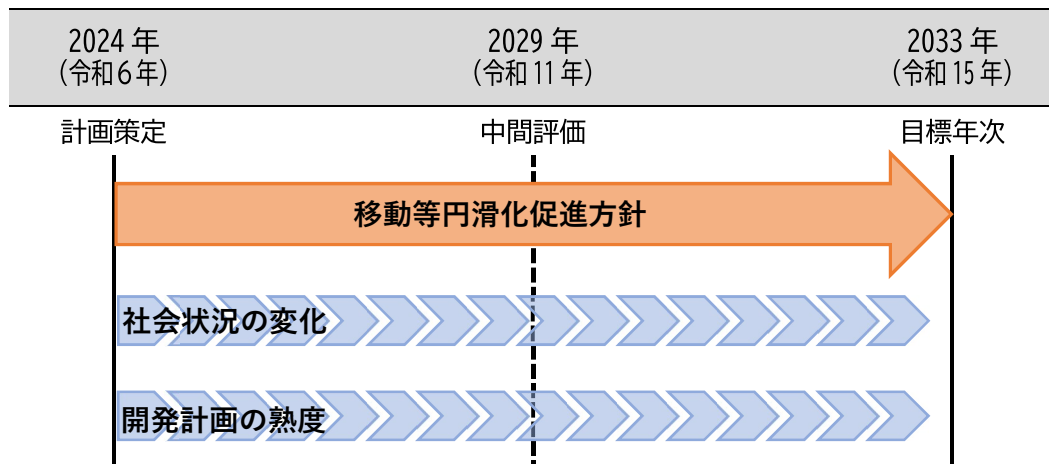 2024 年
（令和６年）
2029 年
（令和 11 年）
2033 年
（令和 15 年）
計画策定
中間評価
目標年次
移動等円滑化促進方針
社会状況の変化
開発計画の熟度